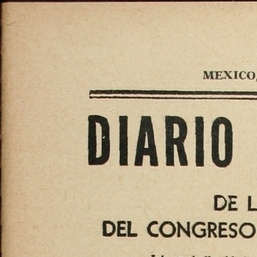 MEXICO,
DIARIO
DE L
DEL CONGRESO